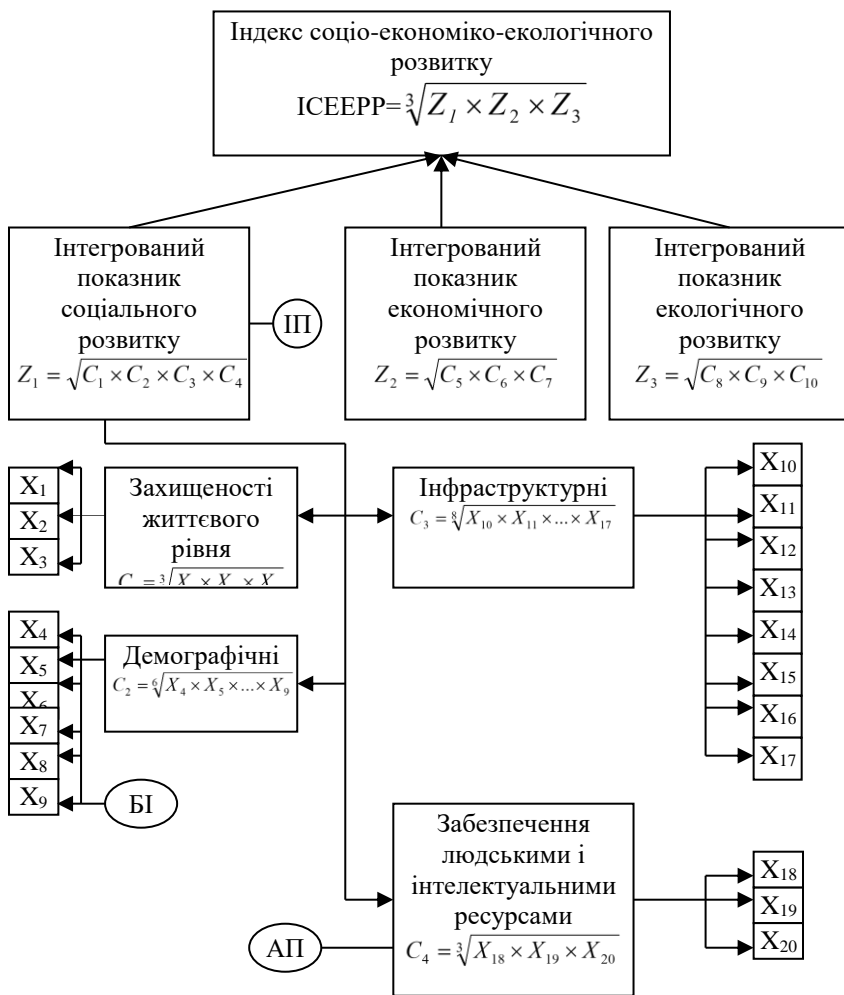 Індекс соціо-економіко-екологічного
розвитку
ІСЕЕРР=∛(Z₁ × Z₂ × Z₃)
Інтегрований
показник
соціального
розвитку
Z₁ = √(C₁ × C₂ × C₃ × C₄)
ІП
Інтегрований
показник
економічного
розвитку
Z₂ = √(C₅ × C₆ × C₇)
Інтегрований
показник
екологічного
розвитку
Z₃ = √(C₈ × C₉ × C₁₀)
X₁
X₂
X₃
Захищеності
життєвого
рівня
Інфраструктурні
C₃ = ⁸√(X₁₀ × X₁₁ × ... × X₁₇)
X₁₀
X₁₁
X₁₂
X₁₃
X₁₄
X₁₅
X₁₆
X₁₇
X₄
X₅
X₆
X₇
X₈
X₉
Демографічні
C₂ = ⁶√(X₄ × X₅ × ... × X₉)
БІ
Забезпечення
людськими і
інтелектуальними
ресурсами
C₄ = ∛(X₁₈ × X₁₉ × X₂₀)
АП
X₁₈
X₁₉
X₂₀